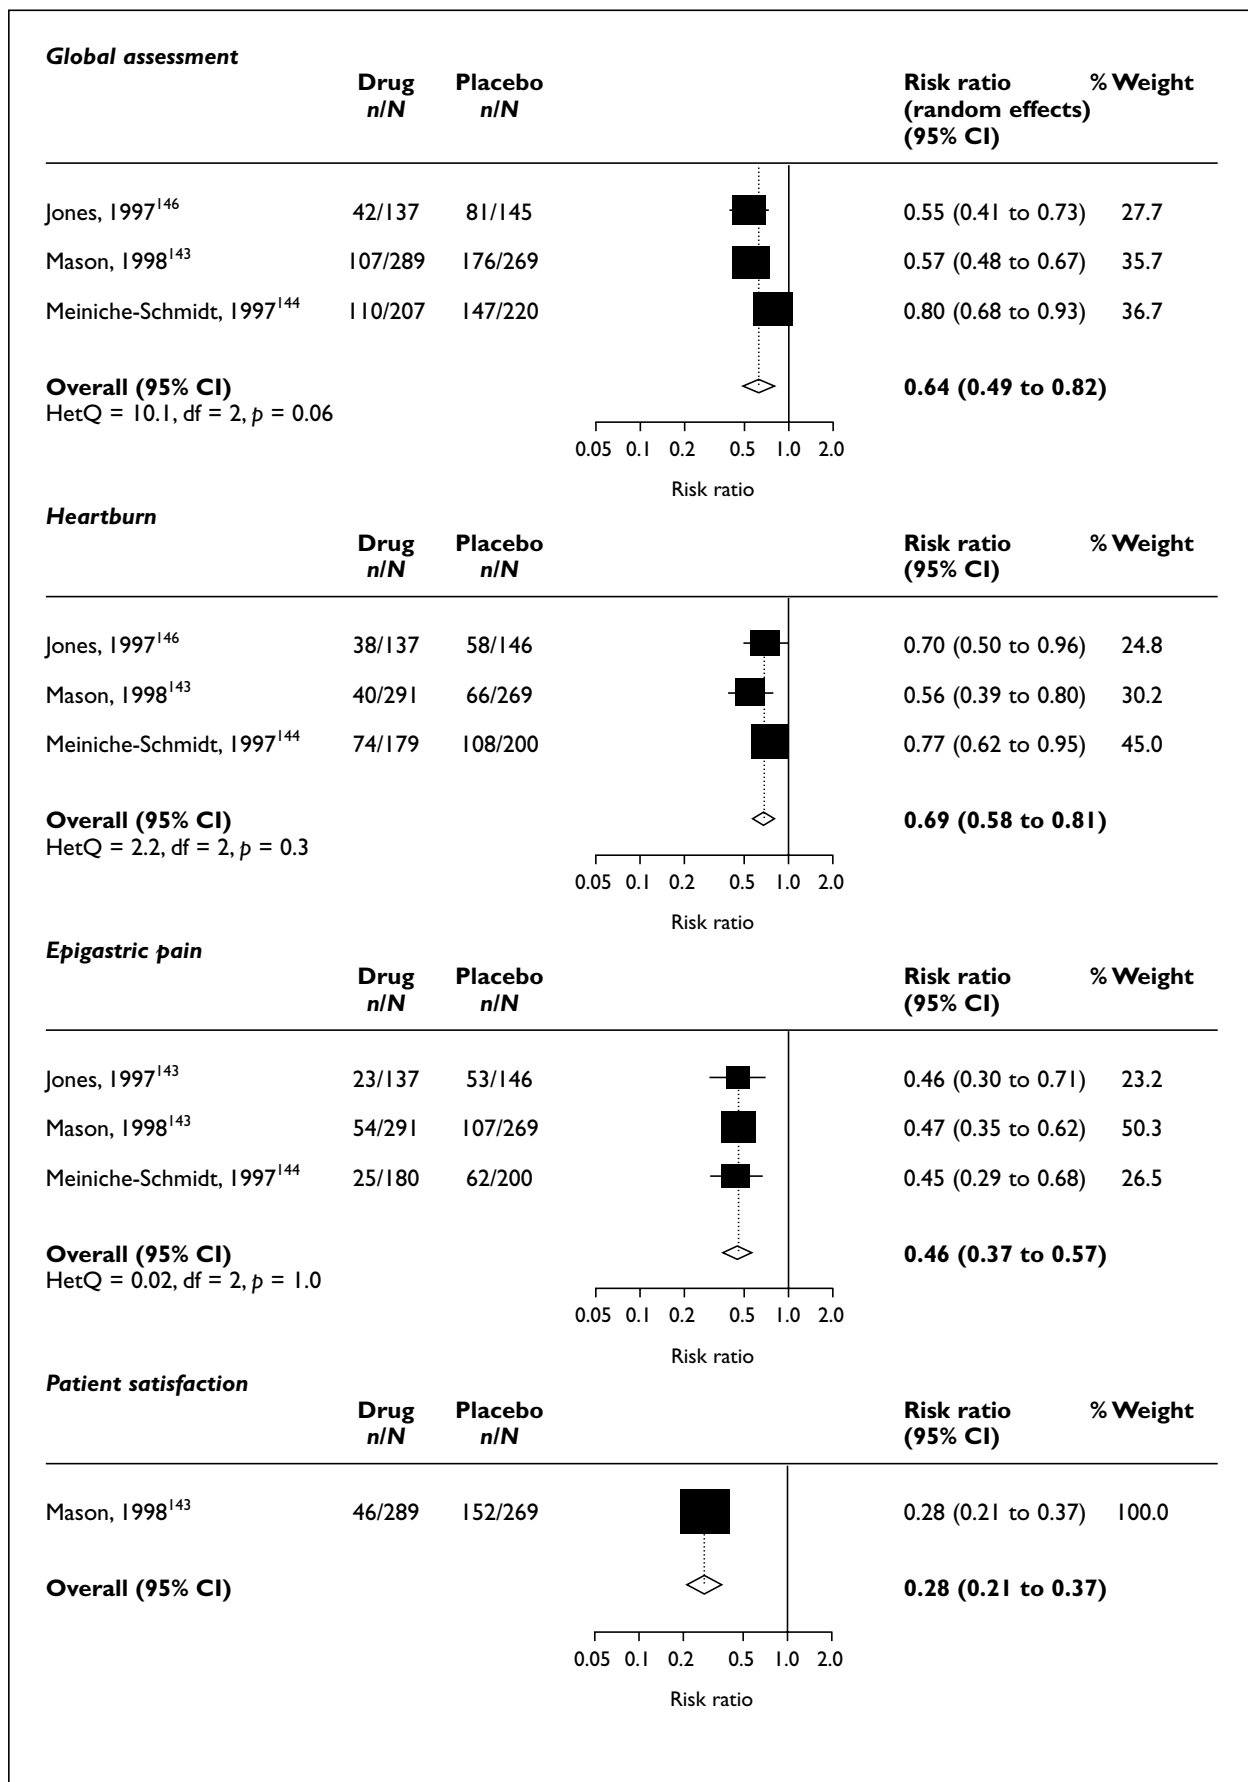 Global assessment
Drug Placebo Risk ratio % Weight
n/N n/N (random effects)
(95% CI)
Jones, 1997146 42/137 81/145 0.55 (0.41 to 0.73) 27.7
Mason, 1998143 107/289 176/269 0.57 (0.48 to 0.67) 35.7
Meiniche-Schmidt, 1997144 110/207 147/220 0.80 (0.68 to 0.93) 36.7
Overall (95% CI) 0.64 (0.49 to 0.82)
HetQ = 10.1, df = 2, p = 0.06
0.05 0.1 0.2 0.5 1.0 2.0
Risk ratio
Heartburn
Drug Placebo Risk ratio % Weight
n/N n/N (95% CI)
Jones, 1997146 38/137 58/146 0.70 (0.50 to 0.96) 24.8
Mason, 1998143 40/291 66/269 0.56 (0.39 to 0.80) 30.2
Meiniche-Schmidt, 1997144 74/179 108/200 0.77 (0.62 to 0.95) 45.0
Overall (95% CI) 0.69 (0.58 to 0.81)
HetQ = 2.2, df = 2, p = 0.3
0.05 0.1 0.2 0.5 1.0 2.0
Risk ratio
Epigastric pain
Drug Placebo Risk ratio % Weight
n/N n/N (95% CI)
Jones, 1997143 23/137 53/146 0.46 (0.30 to 0.71) 23.2
Mason, 1998143 54/291 107/269 0.47 (0.35 to 0.62) 50.3
Meiniche-Schmidt, 1997144 25/180 62/200 0.45 (0.29 to 0.68) 26.5
Overall (95% CI) 0.46 (0.37 to 0.57)
HetQ = 0.02, df = 2, p = 1.0
0.05 0.1 0.2 0.5 1.0 2.0
Risk ratio
Patient satisfaction
Drug Placebo Risk ratio % Weight
n/N n/N (95% CI)
Mason, 1998143 46/289 152/269 0.28 (0.21 to 0.37) 100.0
Overall (95% CI) 0.28 (0.21 to 0.37)
0.05 0.1 0.2 0.5 1.0 2.0
Risk ratio